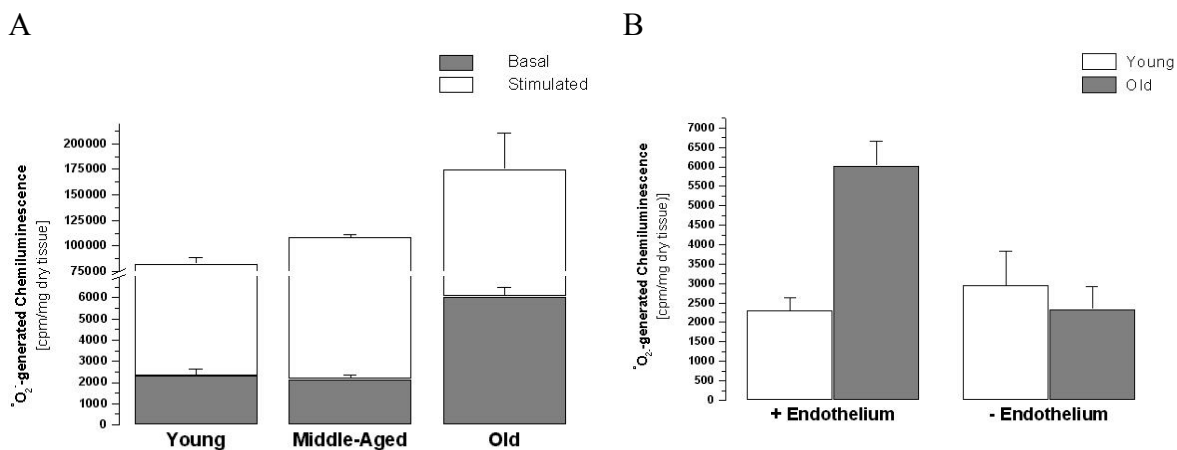 A
Basal
Stimulated
°O2⁻-generated Chemiluminescence
[cpm/mg dry tissue]
200000
175000
150000
125000
100000
75000
6000
5000
4000
3000
2000
1000
0
Young
Middle-Aged
Old
B
Young
Old
°O2-generated Chemiluminescence
[cpm/mg dry tissue)]
7000
6500
6000
5500
5000
4500
4000
3500
3000
2500
2000
1500
1000
500
0
+ Endothelium
- Endothelium